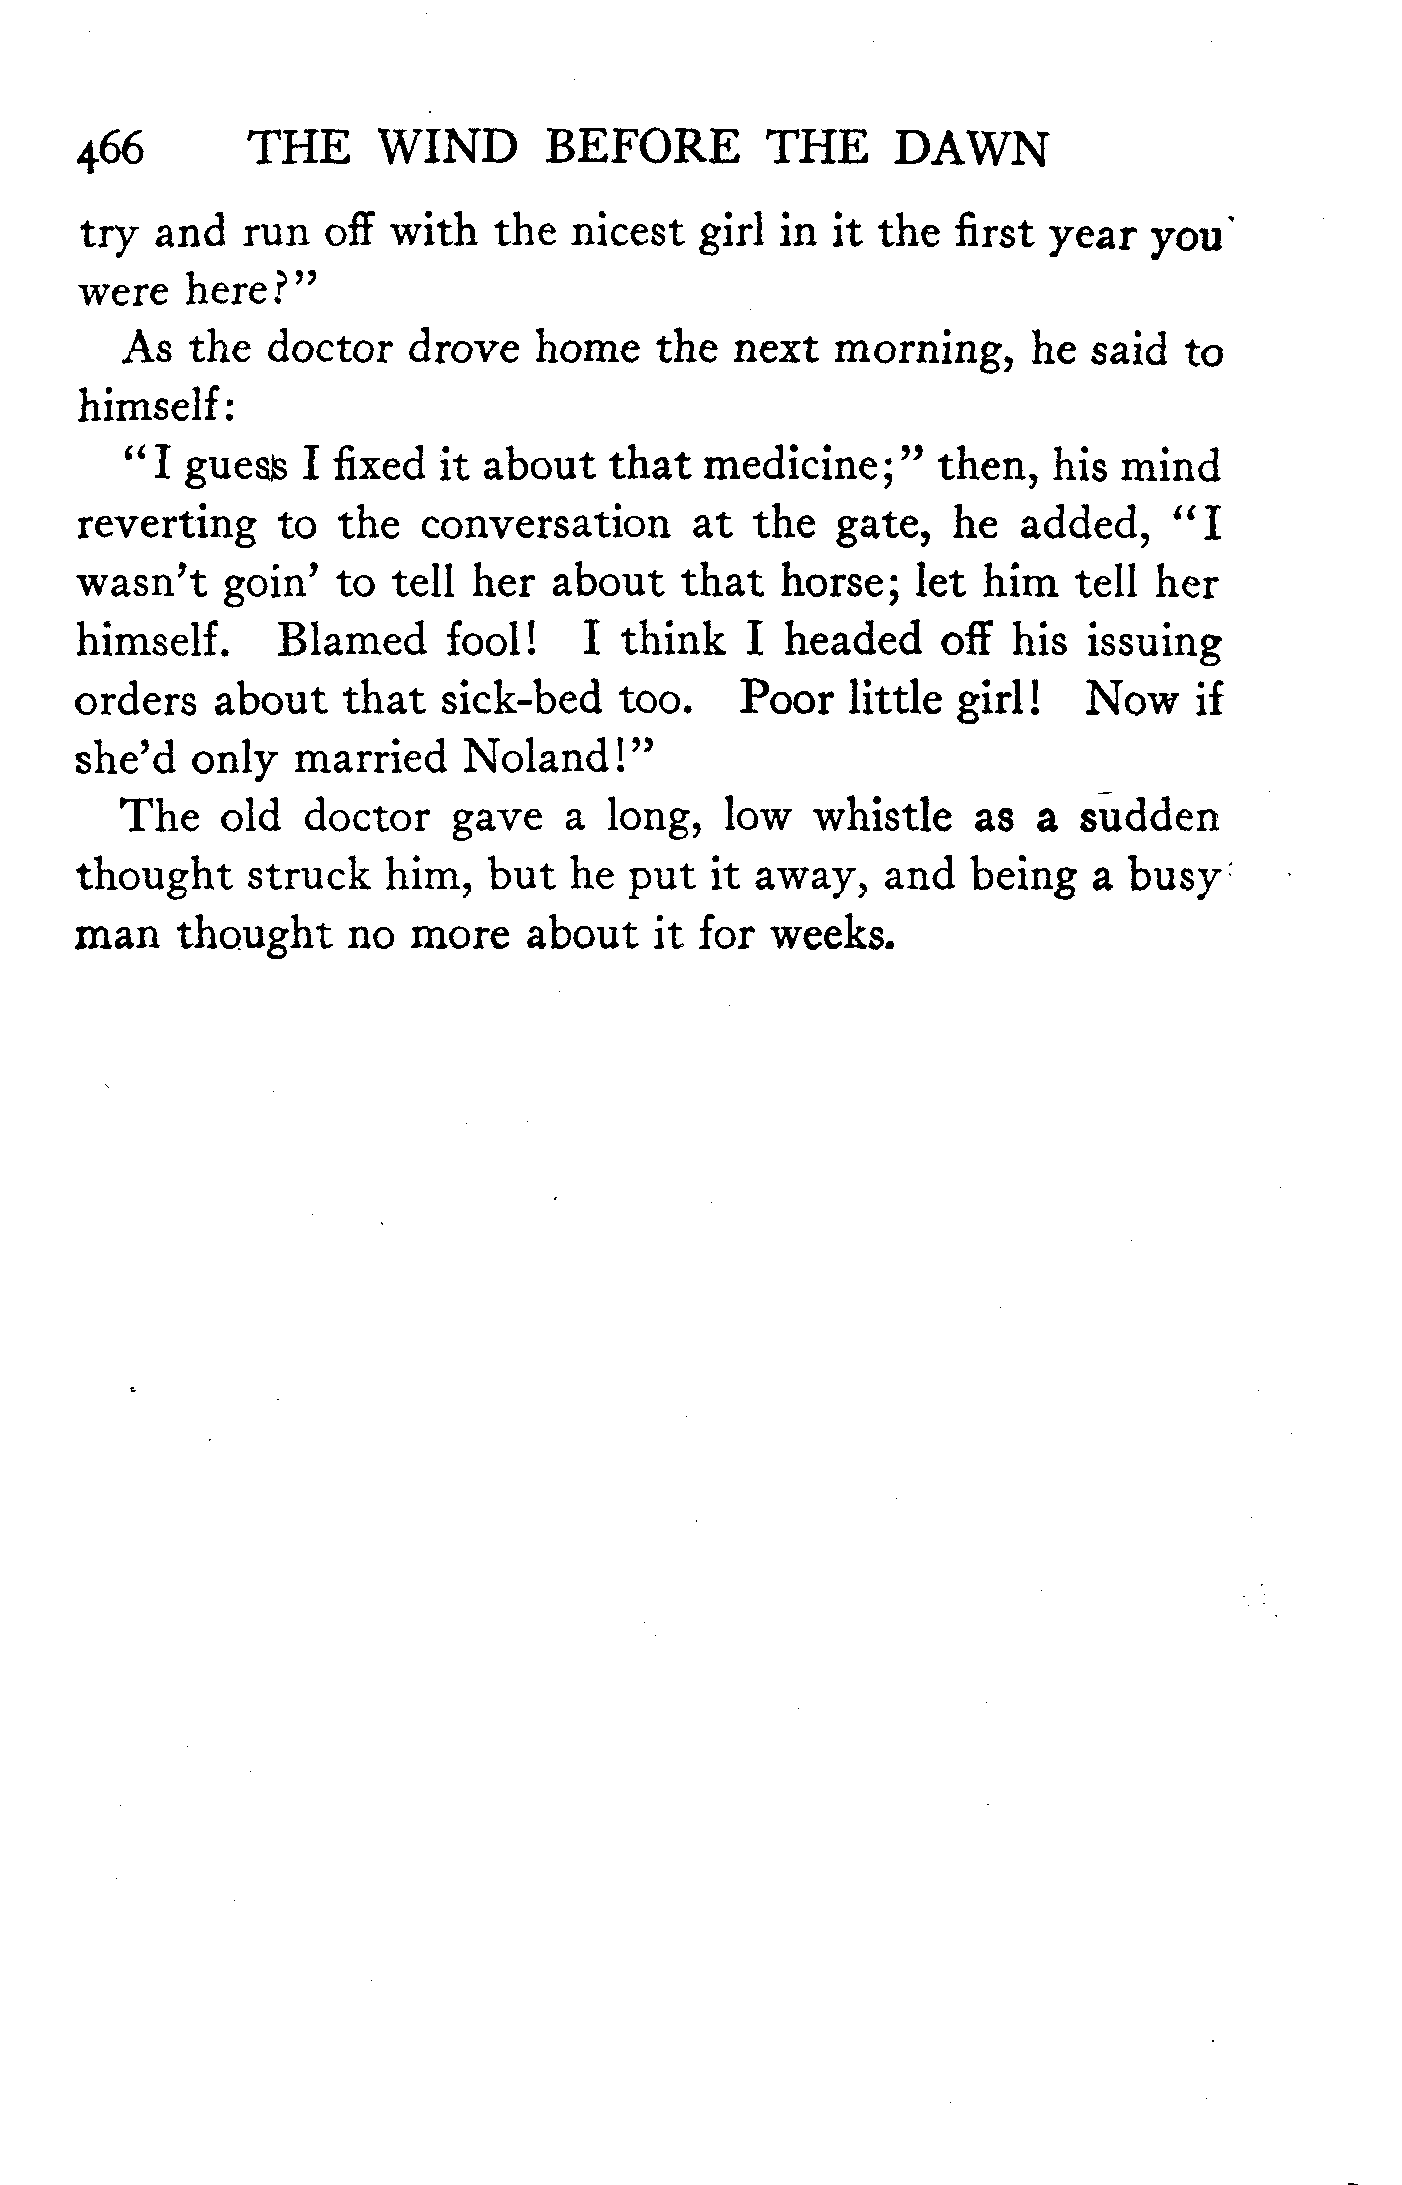 466 THE WIND BEFORE THE DAWN
try and run off with the nicest girl in it the first year you
were here?"
As the doctor drove home the next morning, he said to
himself:
"I guess I fixed it about that medicine;" then, his mind
reverting to the conversation at the gate, he added, "I
wasn't goin' to tell her about that horse; let him tell her
himself. Blamed fool! I think I headed off his issuing
orders about that sick-bed too. Poor little girl! Now if
she'd only married Noland!"
The old doctor gave a long, low whistle as a sudden
thought struck him, but he put it away, and being a busy
man thought no more about it for weeks.